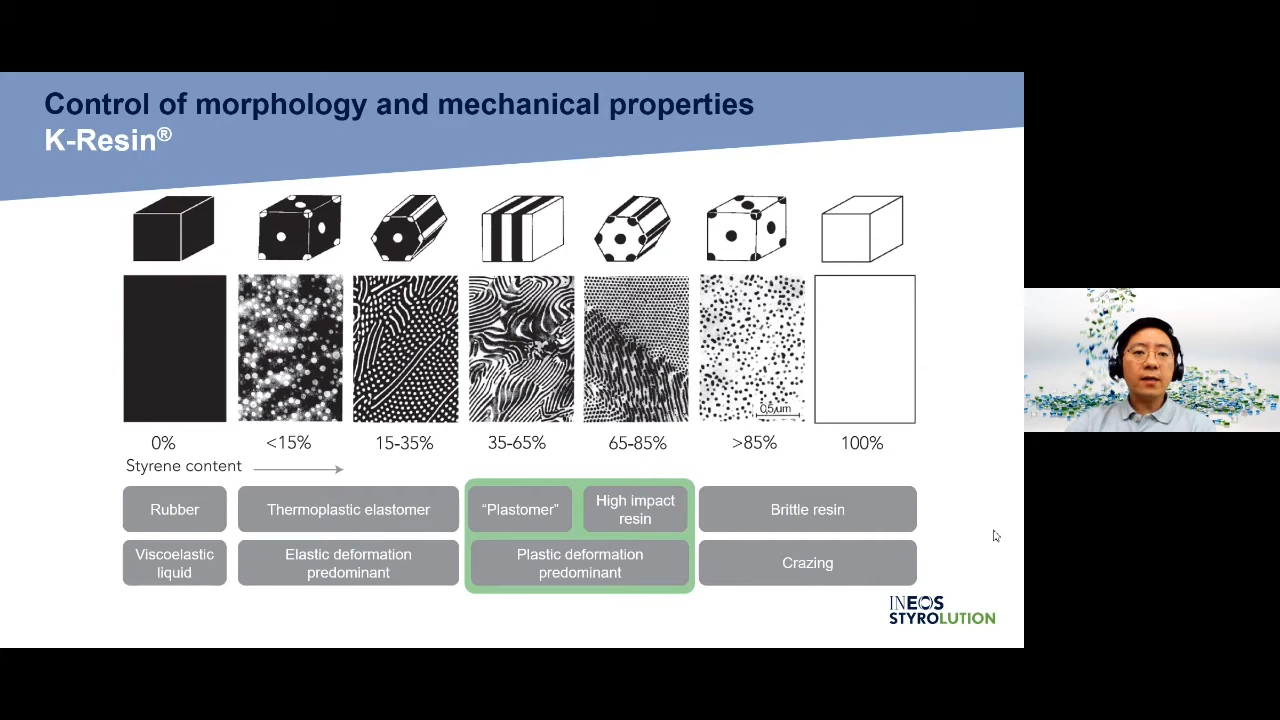 Control of morphology and mechanical properties
K-Resin®
0,5µm
0%
<15%
15-35%
35-65%
65-85%
>85%
100%
Styrene content
Rubber
Thermoplastic elastomer
“Plastomer”
High impact
resin
Brittle resin
Viscoelastic
liquid
Elastic deformation
predominant
Plastic deformation
predominant
Crazing
INEOS
STYROLUTION